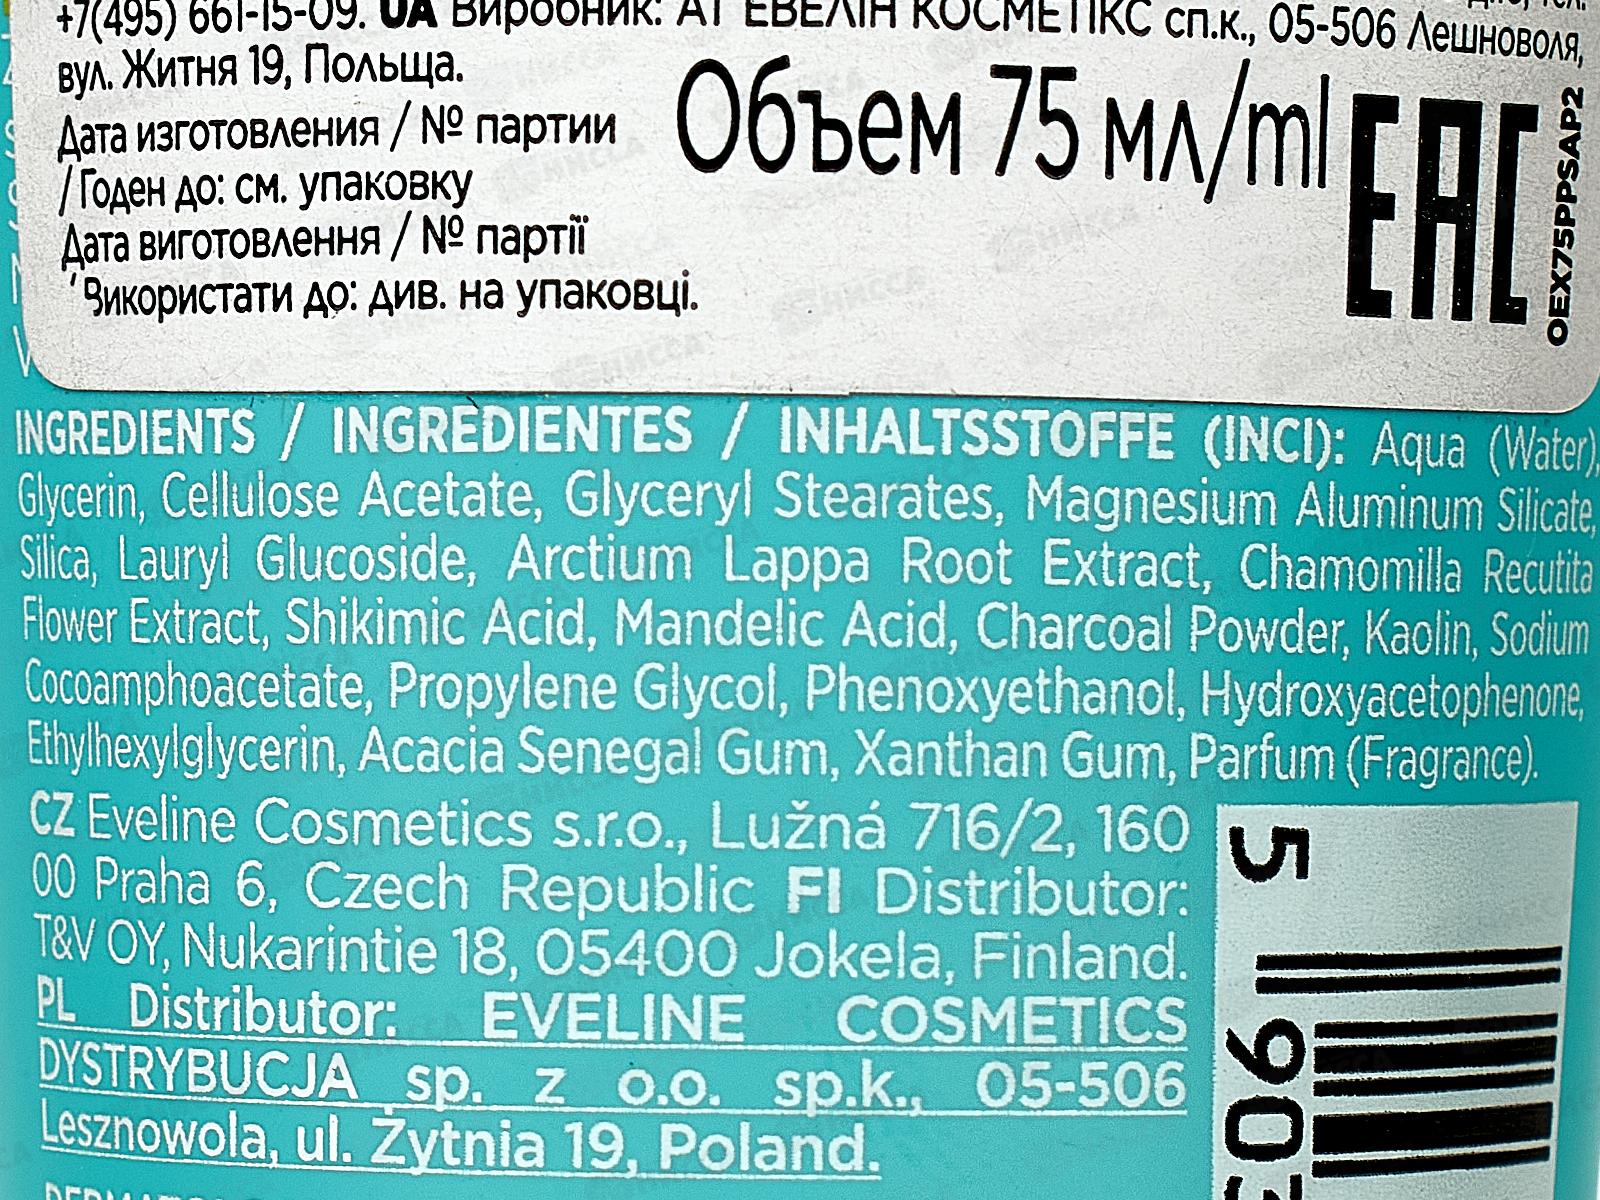 +7(495) 661-15-09. UA Виробник: АТ ЕВЕЛІН КОСМЕТІКС сп.к., 05-506 Лешноволя,
вул. Житня 19, Польща.
Дата изготовления / № партии
/ Годен до: см. упаковку
Дата виготовлення / № партії
Використати до: див. на упаковці.
Объем 75 мл/ml
EAC
OEX75PPSAP2
INGREDIENTS / INGREDIENTES / INHALTSSTOFFE (INCI): Aqua (Water),
Glycerin, Cellulose Acetate, Glyceryl Stearates, Magnesium Aluminum Silicate,
Silica, Lauryl Glucoside, Arctium Lappa Root Extract, Chamomilla Recutita
Flower Extract, Shikimic Acid, Mandelic Acid, Charcoal Powder, Kaolin, Sodium
Cocoamphoacetate, Propylene Glycol, Phenoxyethanol, Hydroxyacetophenone,
Ethylhexylglycerin, Acacia Senegal Gum, Xanthan Gum, Parfum (Fragrance).
CZ Eveline Cosmetics s.r.o., Lužná 716/2, 160
00 Praha 6, Czech Republic FI Distributor:
T&V OY, Nukarintie 18, 05400 Jokela, Finland.
PL Distributor: EVELINE COSMETICS
DYSTRYBUCJA sp. z o.o. sp.k., 05-506
Lesznowola, ul. Żytnia 19, Poland.
5 903